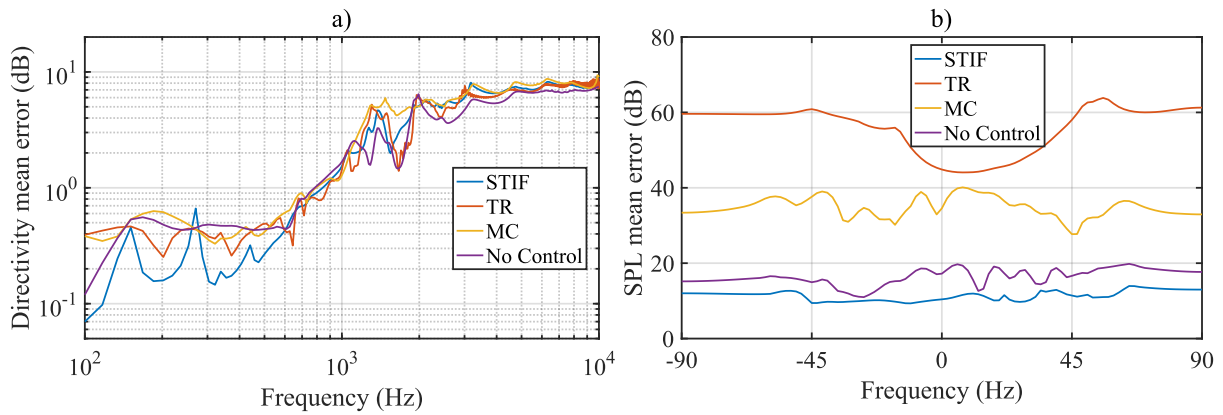 a)
Directivity mean error (dB)
10^1
10^0
10^-1
10^2
10^3
10^4
Frequency (Hz)
STIF
TR
MC
No Control
b)
SPL mean error (dB)
80
60
40
20
0
-90
-45
0
45
90
Frequency (Hz)
STIF
TR
MC
No Control